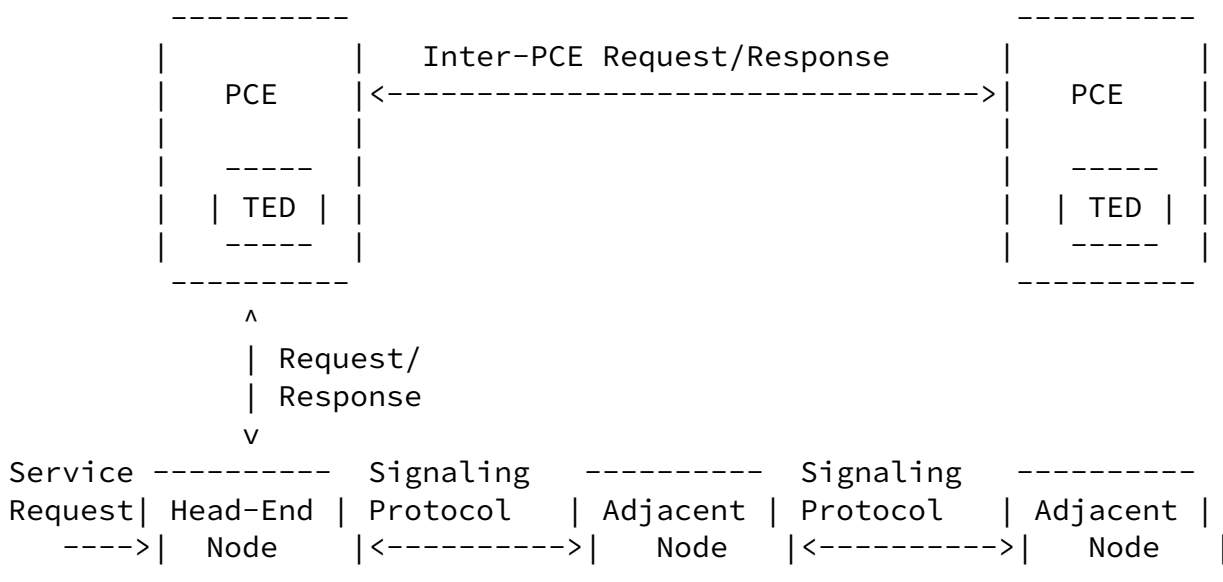 Inter-PCE Request/Response
PCE PCE
TED TED
Request/
Response
Service Signaling Signaling
Request Head-End Protocol Adjacent Protocol Adjacent
Node Node Node